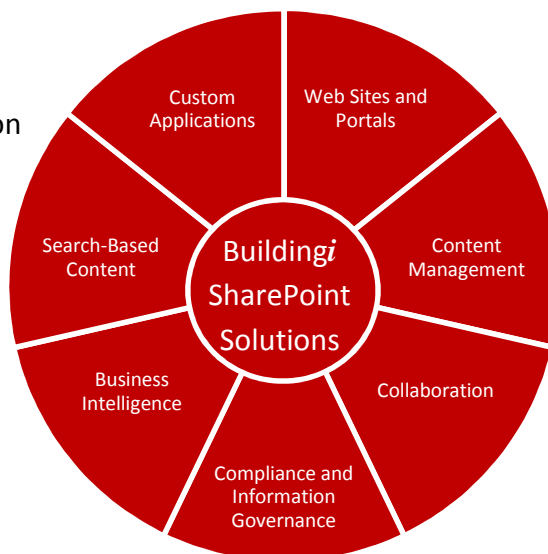 Custom
Applications
Web Sites and
Portals
on
Search-Based
Content
Buildingi
SharePoint
Solutions
Content
Management
Business
Intelligence
Collaboration
Compliance and
Information
Governance